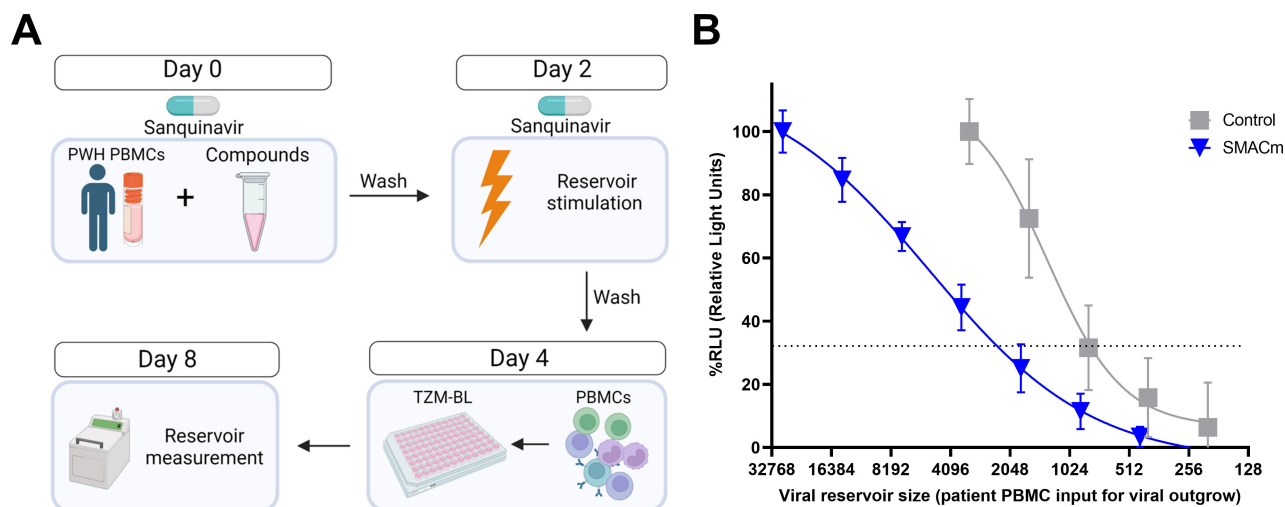 A
Day 0
Sanquinavir
PWH PBMCs
Compounds
+
Wash
Day 2
Sanquinavir
Reservoir
stimulation
Wash
Day 4
TZM-BL
PBMCs
Day 8
Reservoir
measurement
B
%RLU (Relative Light Units)
100
80
60
40
20
0
32768 16384 8192 4096 2048 1024 512 256 128
Viral reservoir size (patient PBMC input for viral outgrow)
Control
SMACm